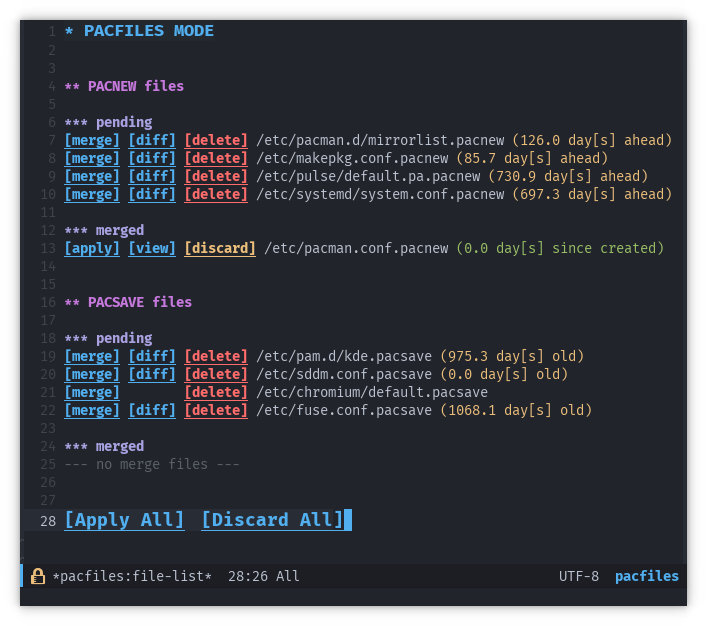 1 * PACFILES MODE
2
3
4 ** PACNEW files
5
6 *** pending
7 [merge] [diff] [delete] /etc/pacman.d/mirrorlist.pacnew (126.0 day[s] ahead)
8 [merge] [diff] [delete] /etc/makepkg.conf.pacnew (85.7 day[s] ahead)
9 [merge] [diff] [delete] /etc/pulse/default.pa.pacnew (730.9 day[s] ahead)
10 [merge] [diff] [delete] /etc/systemd/system.conf.pacnew (697.3 day[s] ahead)
11
12 *** merged
13 [apply] [view] [discard] /etc/pacman.conf.pacnew (0.0 day[s] since created)
14
15
16 ** PACSAVE files
17
18 *** pending
19 [merge] [diff] [delete] /etc/pam.d/kde.pacsave (975.3 day[s] old)
20 [merge] [diff] [delete] /etc/sddm.conf.pacsave (0.0 day[s] old)
21 [merge] [delete] /etc/chromium/default.pacsave
22 [merge] [diff] [delete] /etc/fuse.conf.pacsave (1068.1 day[s] old)
23
24 *** merged
25 --- no merge files ---
26
27
28 [Apply All] [Discard All]
*pacfiles:file-list* 28:26 All UTF-8 pacfiles